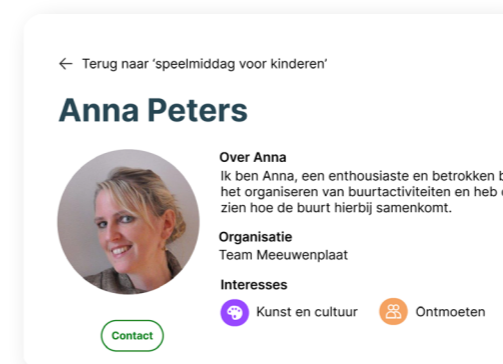 ← Terug naar ‘speelmiddag voor kinderen’
Anna Peters
Over Anna
Ik ben Anna, een enthousiaste en betrokken
het organiseren van buurtactiviteiten en heb
zien hoe de buurt hierbij samenkomt.
Organisatie
Team Meeuwenplaat
Interesses
Kunst en cultuur
Ontmoeten
Contact